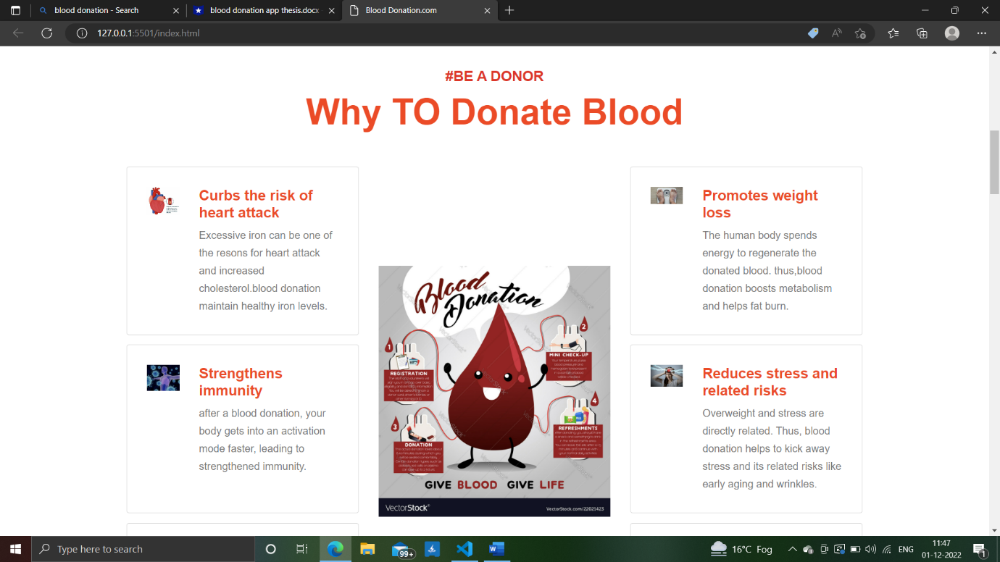 blood donation - Search
blood donation app thesis.docx
Blood Donation.com
127.0.0.1:5501/index.html
#BE A DONOR
Why TO Donate Blood
Curbs the risk of
heart attack
Excessive iron can be one of
the resons for heart attack
and increased
cholesterol.blood donation
maintain healthy iron levels.
Strengthens
immunity
after a blood donation, your
body gets into an activation
mode faster, leading to
strengthened immunity.
Blood
Donation
1
REGISTRATION
2
MINI CHECK-UP
3
DONATION
4
REFRESHMENTS
GIVE BLOOD GIVE LIFE
VectorStock®
VectorStock.com/22021423
Promotes weight
loss
The human body spends
energy to regenerate the
donated blood. thus,blood
donation boosts metabolism
and helps fat burn.
Reduces stress and
related risks
Overweight and stress are
directly related. Thus, blood
donation helps to kick away
stress and its related risks like
early aging and wrinkles.
Type here to search
99+
16°C Fog
ENG
11:47
01-12-2022
1